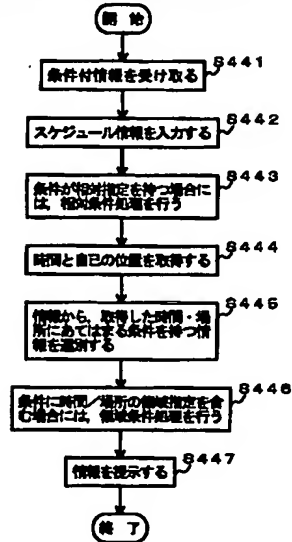 開 始
条件付情報を受け取る
S441
スケジュール情報を入力する
S442
条件が相対指定を持つ場合に
は，相対条件処理を行う
S443
時間と自己の位置を取得する
S444
情報から，取得した時間・場
所にあてはまる条件を持つ情
報を選別する
S445
条件に時間／場所の領域指定を含
む場合には，領域条件処理を行う
S446
情報を提示する
S447
終 了